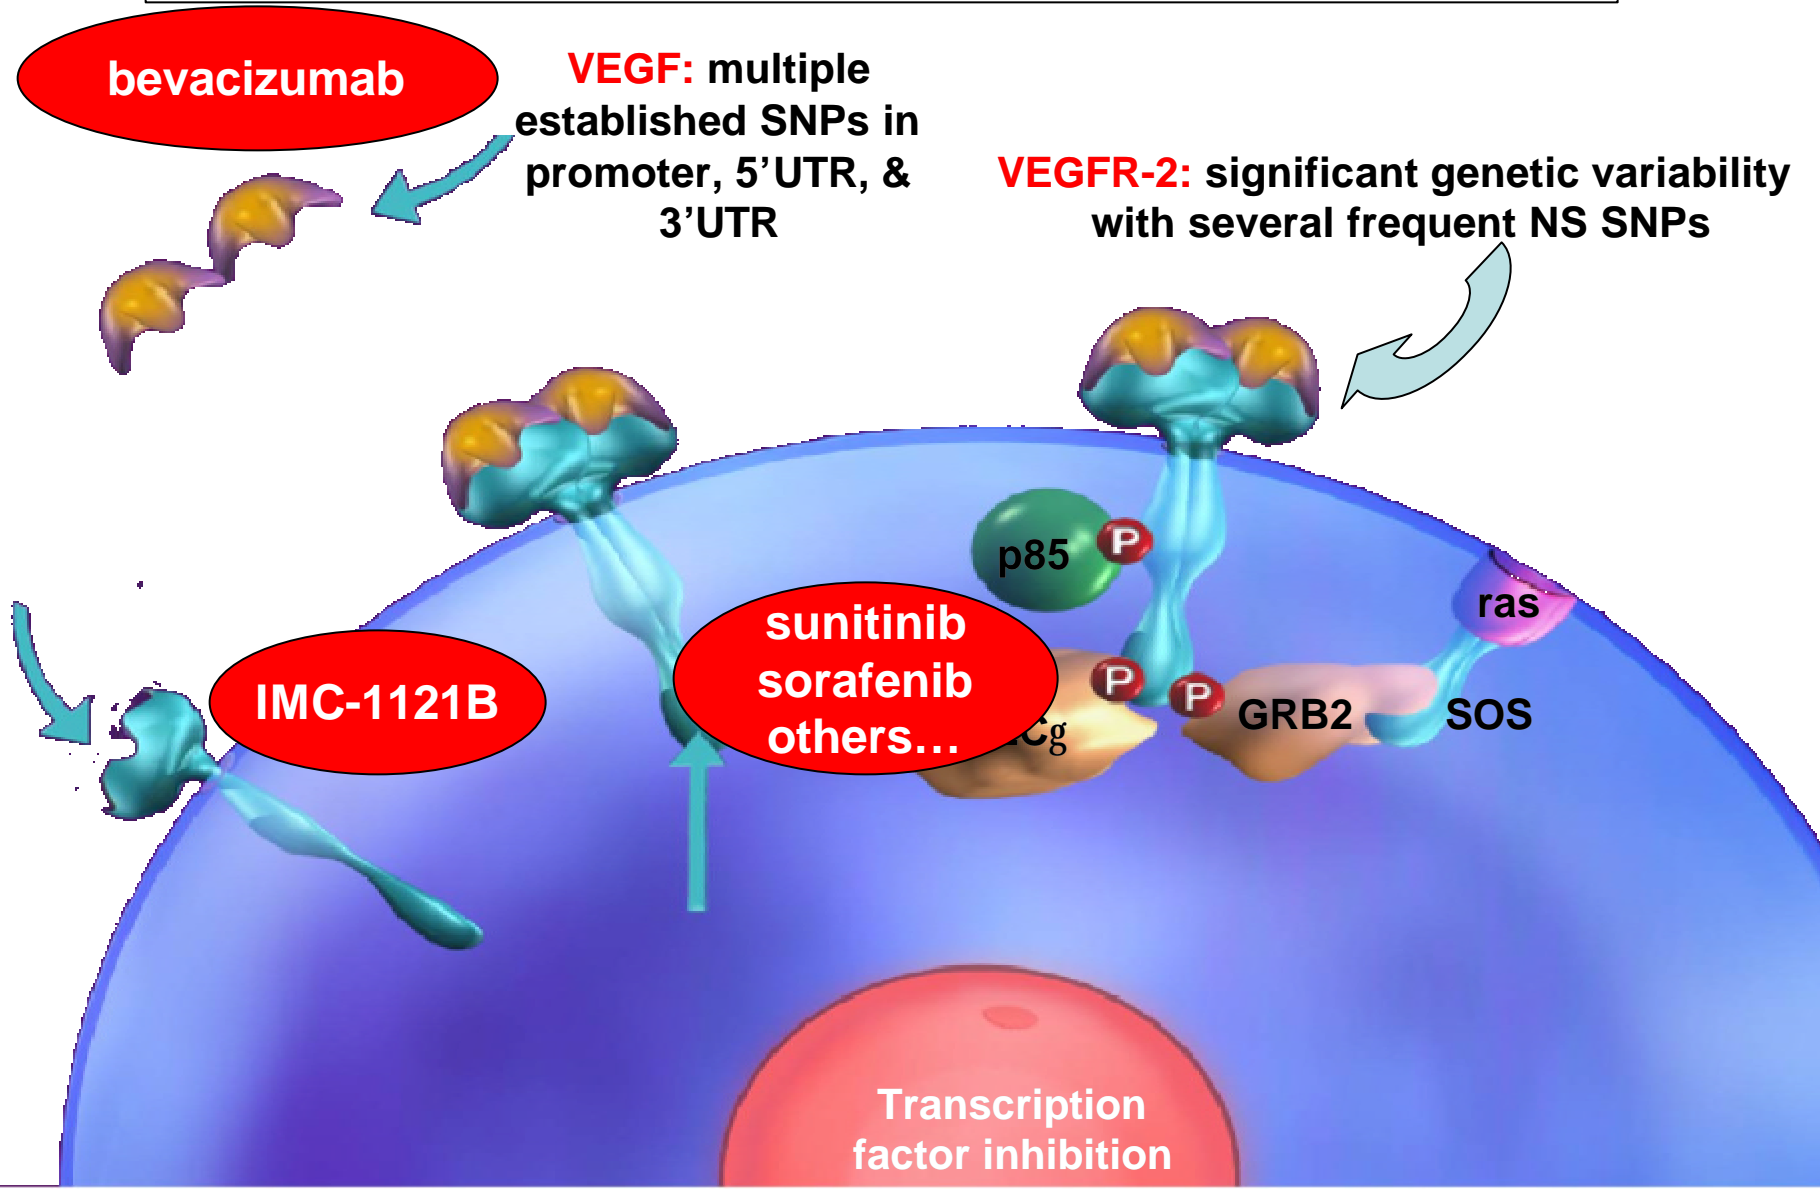 bevacizumab
VEGF: multiple
established SNPs in
promoter, 5’UTR, &
3’UTR
VEGFR-2: significant genetic variability
with several frequent NS SNPs
p85
P
ras
sunitinib
sorafenib
others…
P
P
IMC-1121B
GRB2
SOS
Cg
Transcription
factor inhibition